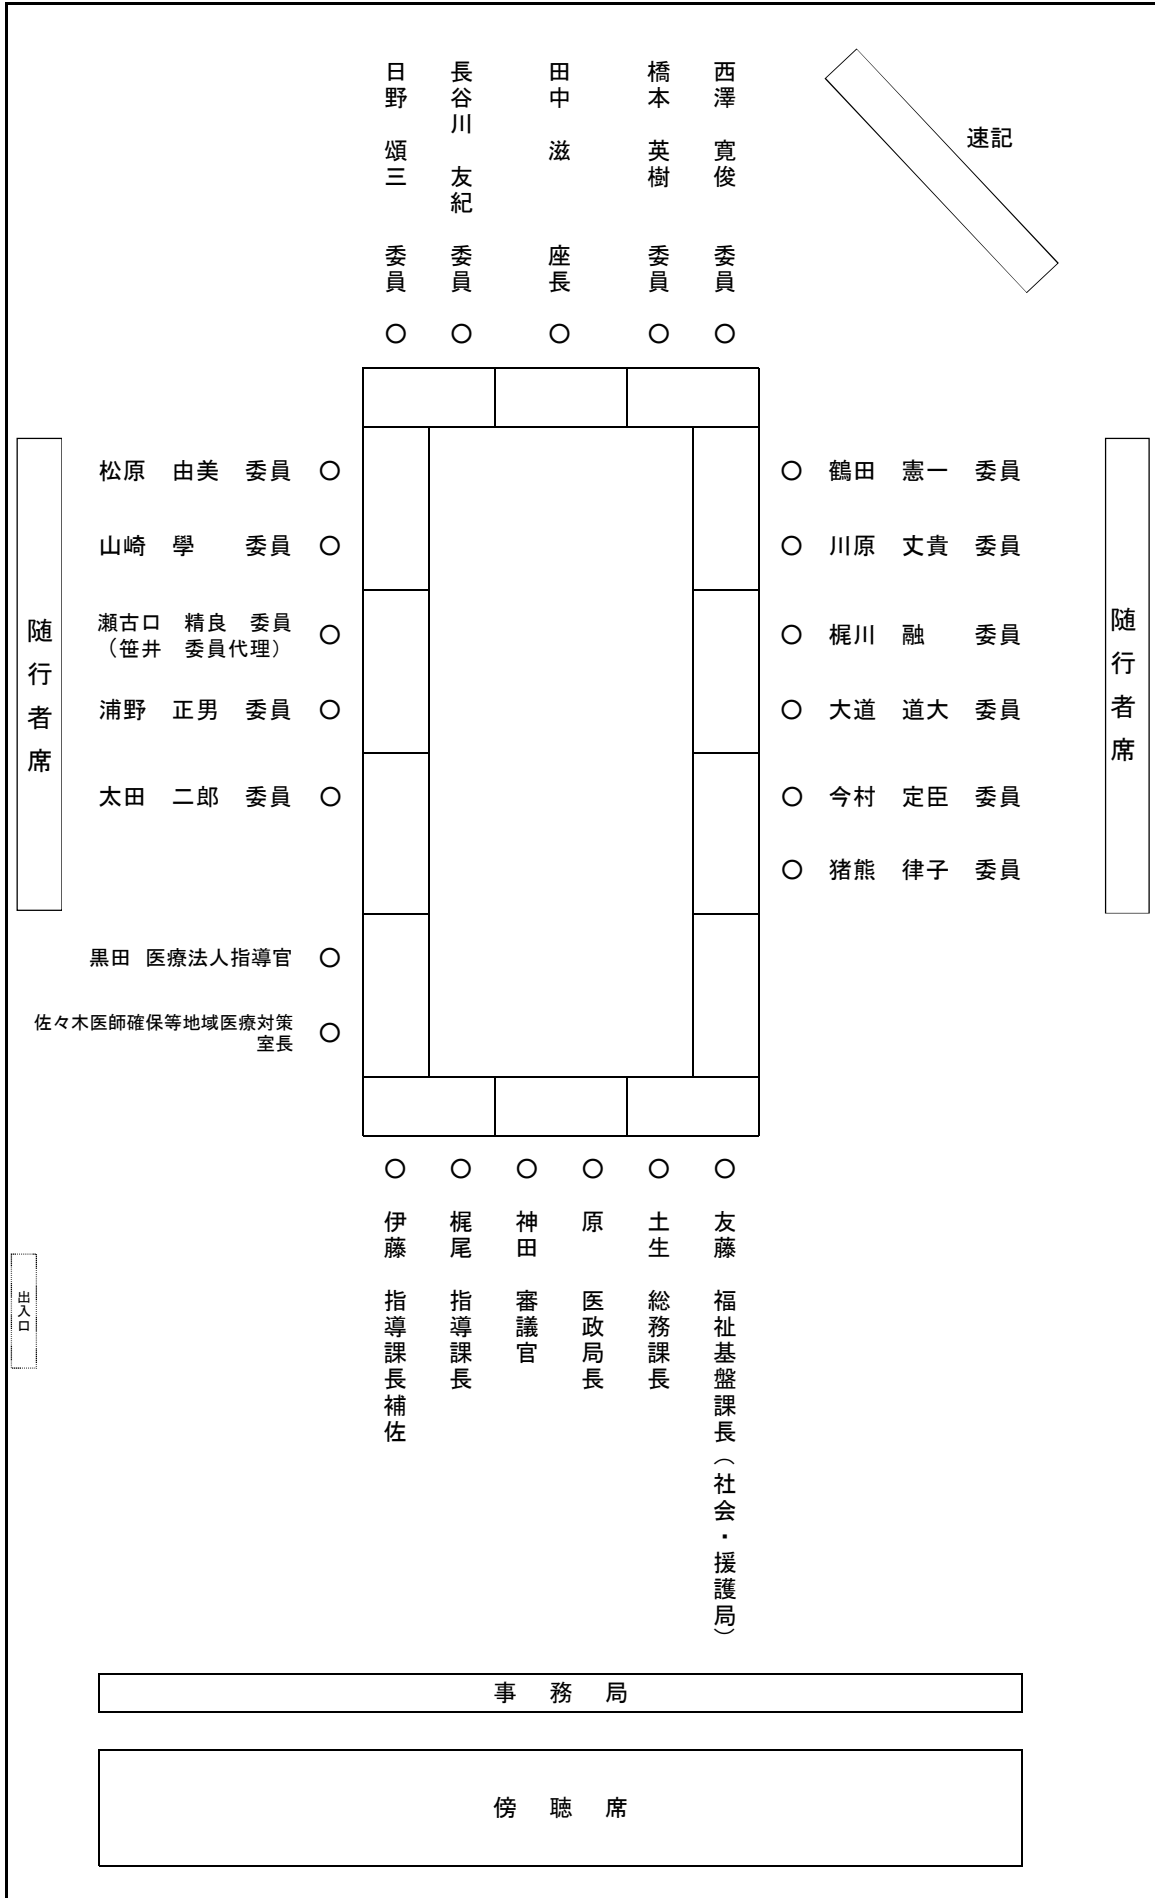 日野 頌三 委員
長谷川 友紀 委員
田中 滋 座長
橋本 英樹 委員
西澤 寛俊 委員
速記
随行者席
松原 由美 委員
山崎 學 委員
瀬古口 精良 委員
（笹井 委員代理）
浦野 正男 委員
太田 二郎 委員
黒田 医療法人指導官
佐々木医師確保等地域医療対策
室長
鶴田 憲一 委員
川原 丈貴 委員
梶川 融 委員
大道 道大 委員
今村 定臣 委員
猪熊 律子 委員
随行者席
伊藤 指導課長補佐
梶尾 指導課長
神田 審議官
原 医政局長
土生 総務課長
友藤 福祉基盤課長（社会・援護局）
出入口
事務局
傍聴席